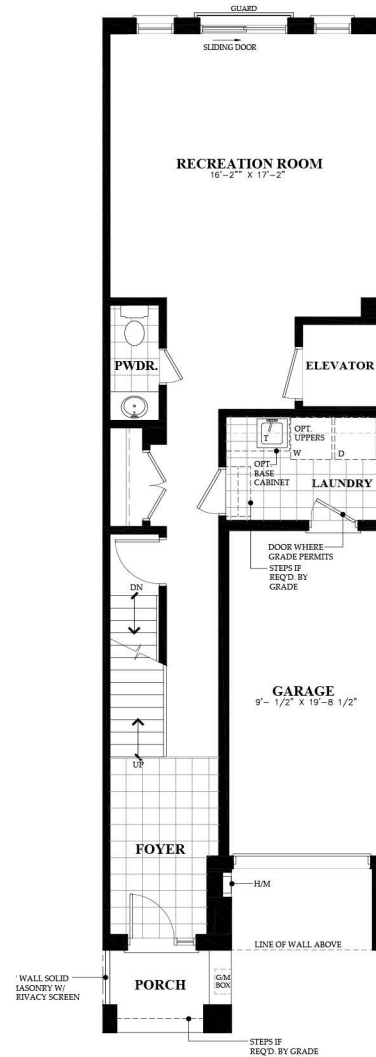 GUARD
SLIDING DOOR
RECREATION ROOM
16'-2"" X 17'-2"
PWDR.
ELEVATOR
T
OPT.
UPPERS
W
D
OPT.
BASE
CABINET
LAUNDRY
DOOR WHERE
GRADE PERMITS
STEPS IF
REQ'D. BY
GRADE
DN
GARAGE
9'- 1/2" X 19'-8 1/2"
UP
FOYER
H/M
LINE OF WALL ABOVE
' WALL SOLID
IASONRY W/
RIVACY SCREEN
PORCH
G/M
BOX
STEPS IF
REQ'D. BY GRADE